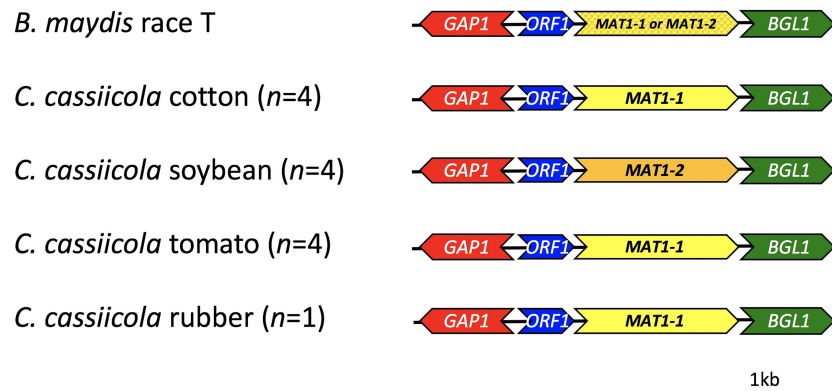 B. maydis race T GAP1 ORF1 MAT1-1 or MAT1-2 BGL1
C. cassiicola cotton (n=4) GAP1 ORF1 MAT1-1 BGL1
C. cassiicola soybean (n=4) GAP1 ORF1 MAT1-2 BGL1
C. cassiicola tomato (n=4) GAP1 ORF1 MAT1-1 BGL1
C. cassiicola rubber (n=1) GAP1 ORF1 MAT1-1 BGL1
1kb